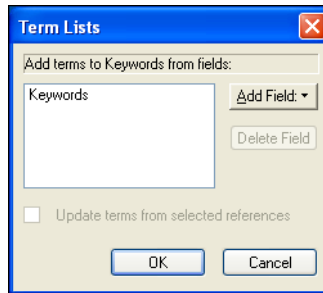 Term Lists
Add terms to Keywords from fields:
Keywords
Add Field:
Delete Field
Update terms from selected references
OK
Cancel